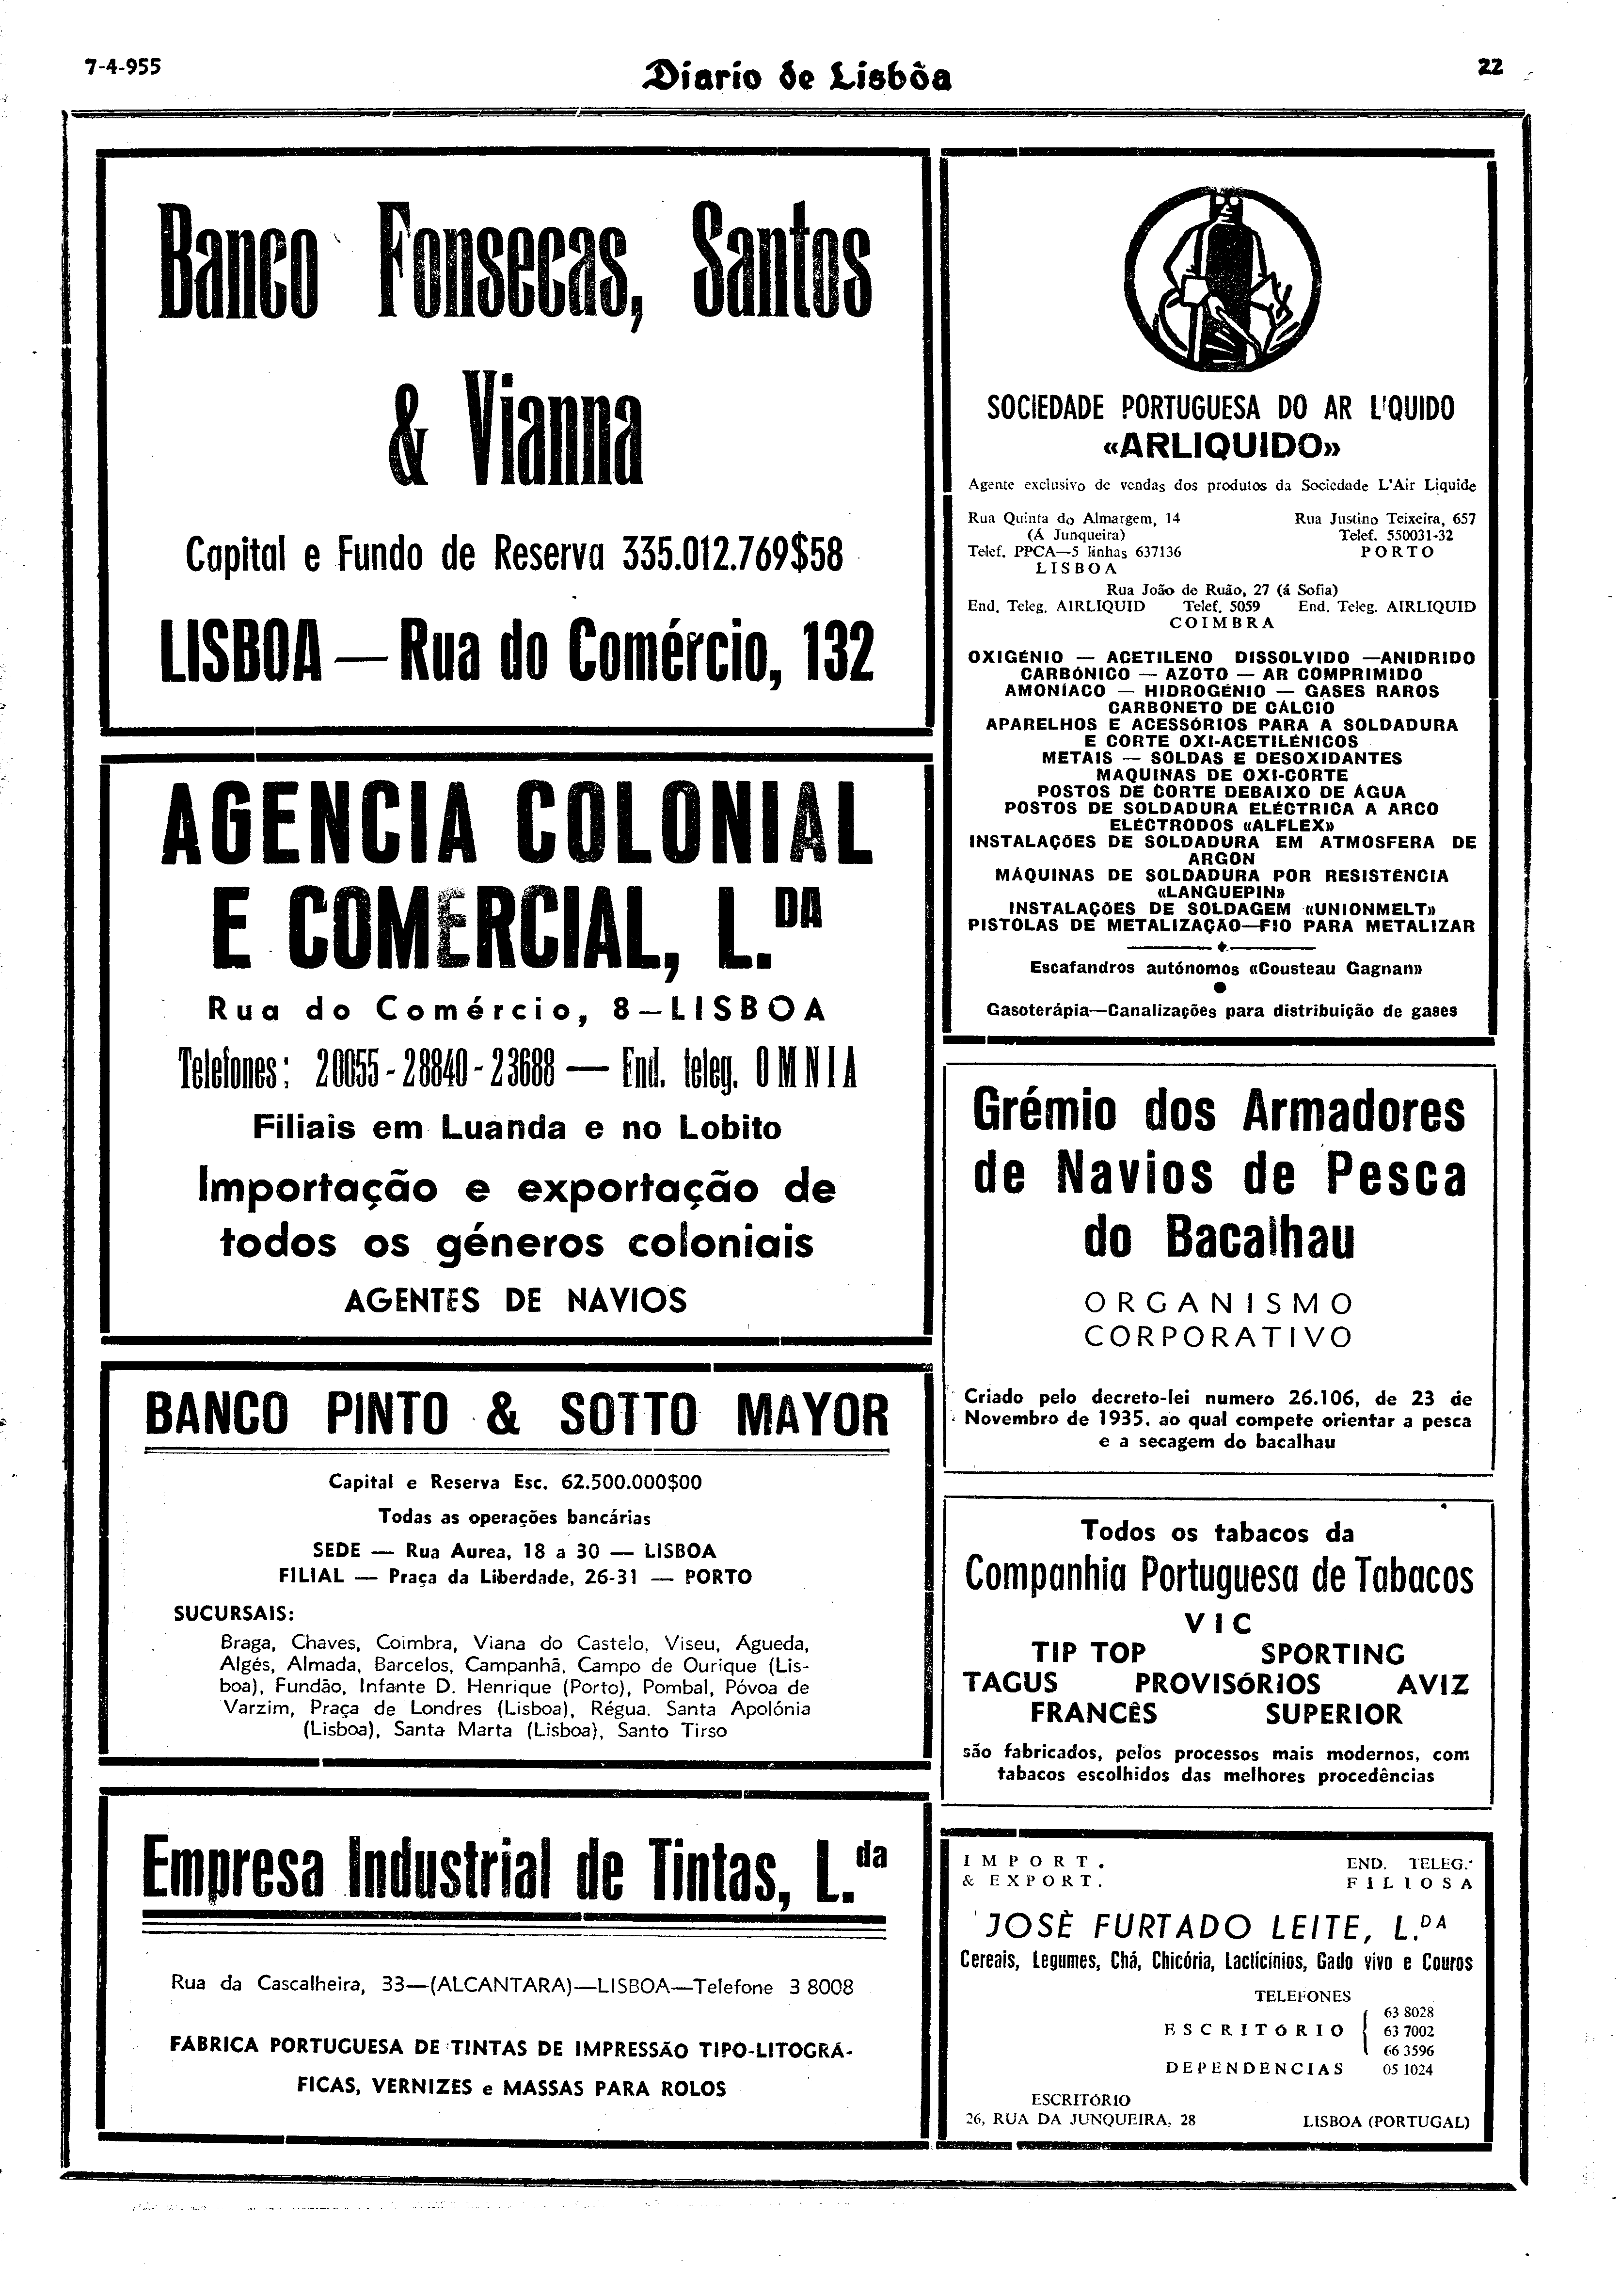 7-4-955
Diario de Lisbôa
22
Banco Fonsecas, Santos
& Vianna
Capital e Fundo de Reserva 335.012.769$58
LISBOA — Rua do Comércio, 132
AGENCIA COLONIAL
E COMERCIAL, L.DA
Rua do Comércio, 8—LISBOA
Telefones: 20055-28840-23688 — End. teleg. OMNIA
Filiais em Luanda e no Lobito
Importação e exportação de
todos os géneros coloniais
AGENTES DE NAVIOS
BANCO PINTO & SOTTO MAYOR
Capital e Reserva Esc. 62.500.000$00
Todas as operações bancárias
SEDE — Rua Aurea, 18 a 30 — LISBOA
FILIAL — Praça da Liberdade, 26-31 — PORTO
SUCURSAIS:
Braga, Chaves, Coimbra, Viana do Castelo, Viseu, Águeda,
Algés, Almada, Barcelos, Campanhã, Campo de Ourique (Lis-
boa), Fundão, Infante D. Henrique (Porto), Pombal, Póvoa de
Varzim, Praça de Londres (Lisboa), Régua, Santa Apolónia
(Lisboa), Santa Marta (Lisboa), Santo Tirso
Empresa Industrial de Tintas, L.da
Rua da Cascalheira, 33—(ALCANTARA)—LISBOA—Telefone 3 8008
FÁBRICA PORTUGUESA DE TINTAS DE IMPRESSÃO TIPO-LITOGRÁ-
FICAS, VERNIZES e MASSAS PARA ROLOS
SOCIEDADE PORTUGUESA DO AR L'QUIDO
«ARLIQUIDO»
Agente exclusivo de vendas dos produtos da Sociedade L'Air Liquide
Rua Quinta do Almargem, 14
(Á Junqueira)
Telef. PPCA—5 linhas 637136
LISBOA
Rua Justino Teixeira, 657
Telef. 550031-32
PORTO
Rua João de Ruão, 27 (á Sofia)
End. Teleg. AIRLIQUID Telef. 5059 End. Teleg. AIRLIQUID
COIMBRA
OXIGÉNIO — ACETILENO DISSOLVIDO —ANIDRIDO
CARBÓNICO — AZOTO — AR COMPRIMIDO
AMONÍACO — HIDROGÉNIO — GASES RAROS
CARBONETO DE CÁLCIO
APARELHOS E ACESSÓRIOS PARA A SOLDADURA
E CORTE OXI-ACETILÉNICOS
METAIS — SOLDAS E DESOXIDANTES
MAQUINAS DE OXI-CORTE
POSTOS DE CORTE DEBAIXO DE ÁGUA
POSTOS DE SOLDADURA ELÉCTRICA A ARCO
ELÉCTRODOS «ALFLEX»
INSTALAÇÕES DE SOLDADURA EM ATMOSFERA DE
ARGON
MÁQUINAS DE SOLDADURA POR RESISTÊNCIA
«LANGUEPIN»
INSTALAÇÕES DE SOLDAGEM «UNIONMELT»
PISTOLAS DE METALIZAÇÃO—FIO PARA METALIZAR
Escafandros autónomos «Cousteau Gagnan»
Gasoterápia—Canalizações para distribuição de gases
Grémio dos Armadores
de Navios de Pesca
do Bacalhau
ORGANISMO
CORPORATIVO
Criado pelo decreto-lei numero 26.106, de 23 de
Novembro de 1935, ao qual compete orientar a pesca
e a secagem do bacalhau
Todos os tabacos da
Companhia Portuguesa de Tabacos
VIC
TIP TOP SPORTING
TAGUS PROVISÓRIOS AVIZ
FRANCÊS SUPERIOR
são fabricados, pelos processos mais modernos, com
tabacos escolhidos das melhores procedências
IMPORT.
& EXPORT.
END. TELEG.
FILIOSA
JOSÈ FURTADO LEITE, L.DA
Cereais, Legumes, Chá, Chicória, Lacticínios, Gado vivo e Couros
TELEFONES
ESCRITÓRIO { 63 8028
63 7002
66 3596
DEPENDENCIAS 05 1024
ESCRITÓRIO
26, RUA DA JUNQUEIRA, 28
LISBOA (PORTUGAL)